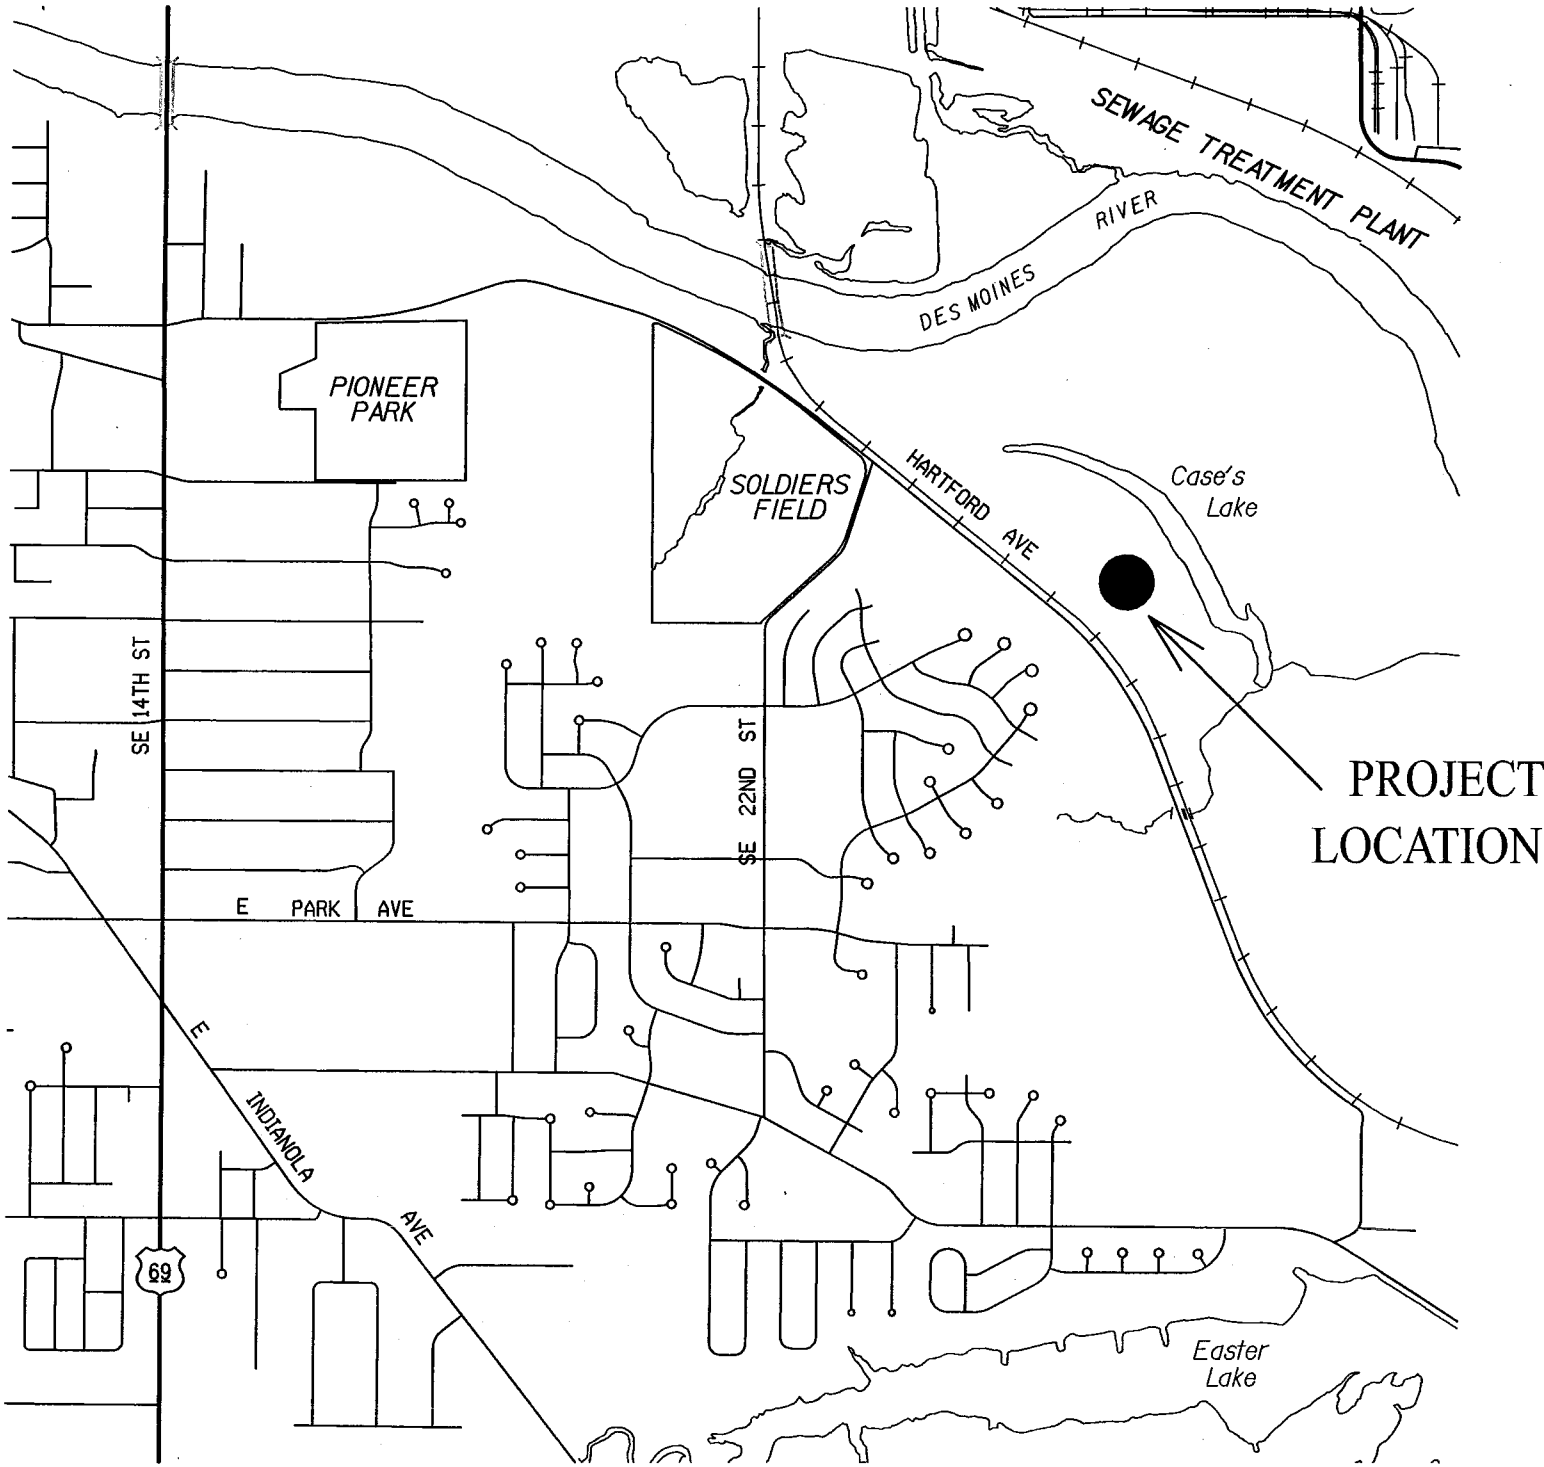 SEWAGE TREATMENT PLANT
RIVER
DES MOINES
PIONEER
PARK
SOLDIERS
FIELD
HARTFORD AVE
Case's
Lake
SE 14TH ST
SE 22ND ST
PROJECT
LOCATION
E PARK AVE
E INDIANOLA AVE
69
Easter
Lake